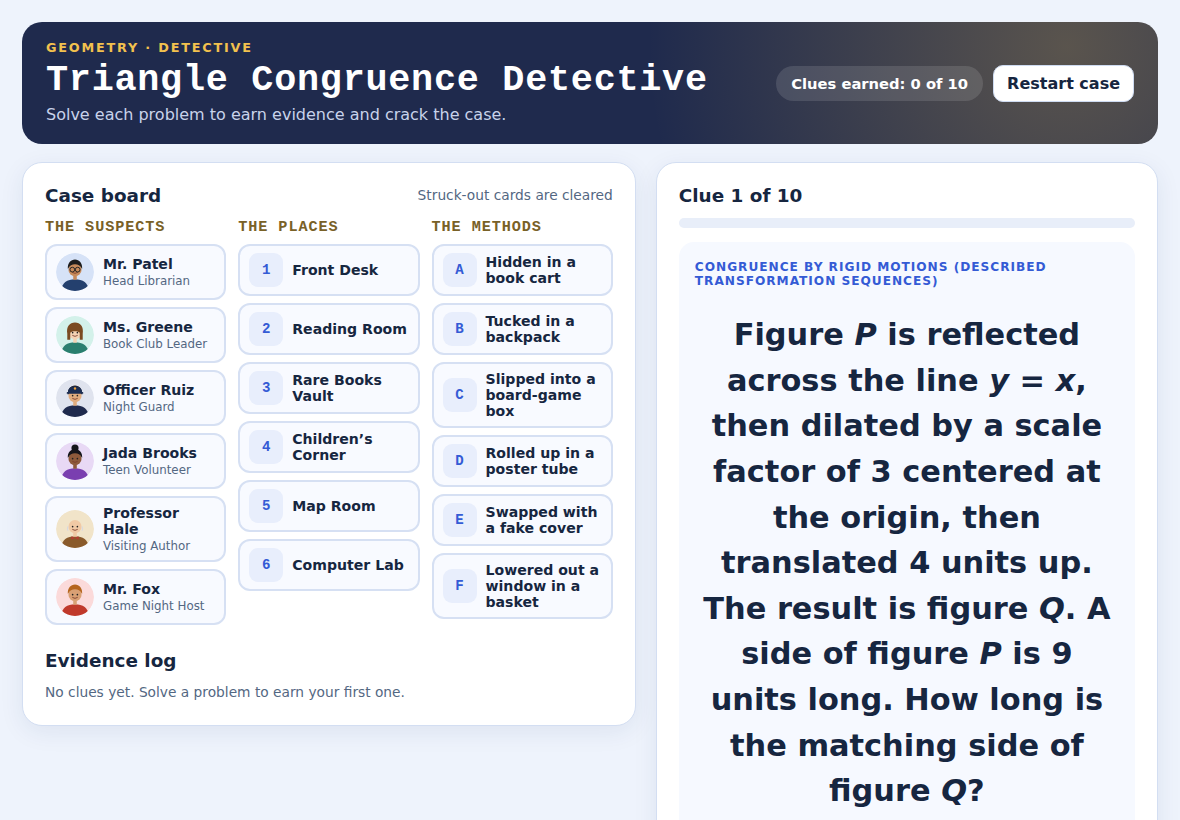 GEOMETRY · DETECTIVE
Triangle Congruence Detective
Solve each problem to earn evidence and crack the case.
Clues earned: 0 of 10
Restart case
Case board
Struck-out cards are cleared
THE SUSPECTS
Mr. Patel
Head Librarian
Ms. Greene
Book Club Leader
Officer Ruiz
Night Guard
Jada Brooks
Teen Volunteer
Professor
Hale
Visiting Author
Mr. Fox
Game Night Host
THE PLACES
1 Front Desk
2 Reading Room
3 Rare Books
Vault
4 Children’s
Corner
5 Map Room
6 Computer Lab
THE METHODS
A Hidden in a
book cart
B Tucked in a
backpack
C Slipped into a
board-game
box
D Rolled up in a
poster tube
E Swapped with
a fake cover
F Lowered out a
window in a
basket
Evidence log
No clues yet. Solve a problem to earn your first one.
Clue 1 of 10
CONGRUENCE BY RIGID MOTIONS (DESCRIBED
TRANSFORMATION SEQUENCES)
Figure P is reflected
across the line y = x,
then dilated by a scale
factor of 3 centered at
the origin, then
translated 4 units up.
The result is figure Q. A
side of figure P is 9
units long. How long is
the matching side of
figure Q?